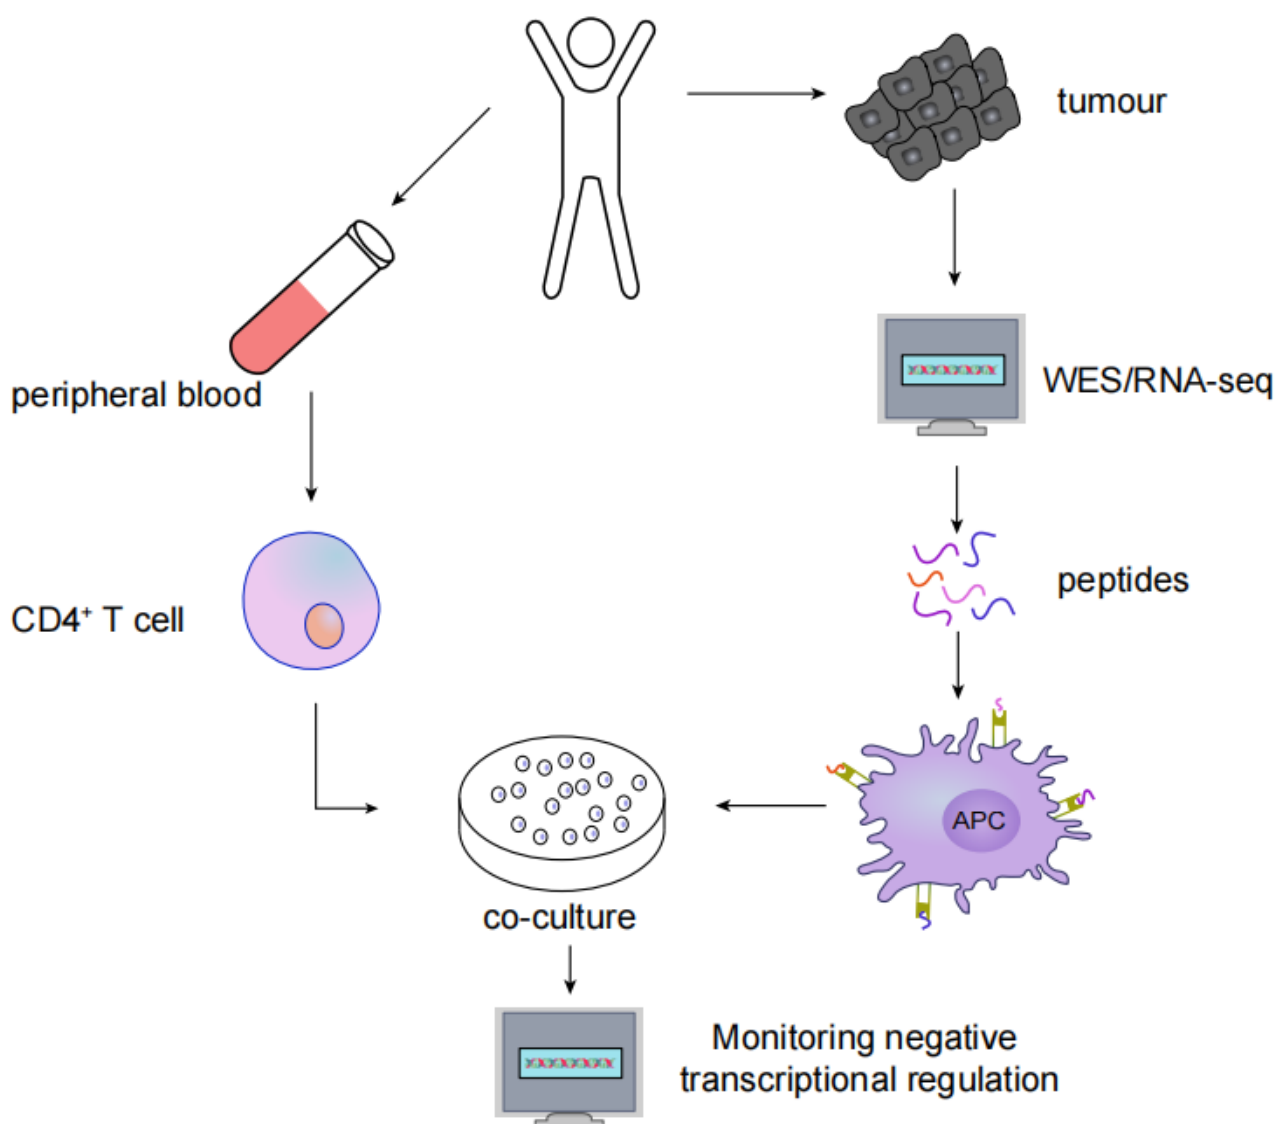 tumour
peripheral blood
WES/RNA-seq
CD4⁺ T cell
peptides
APC
co-culture
Monitoring negative
transcriptional regulation